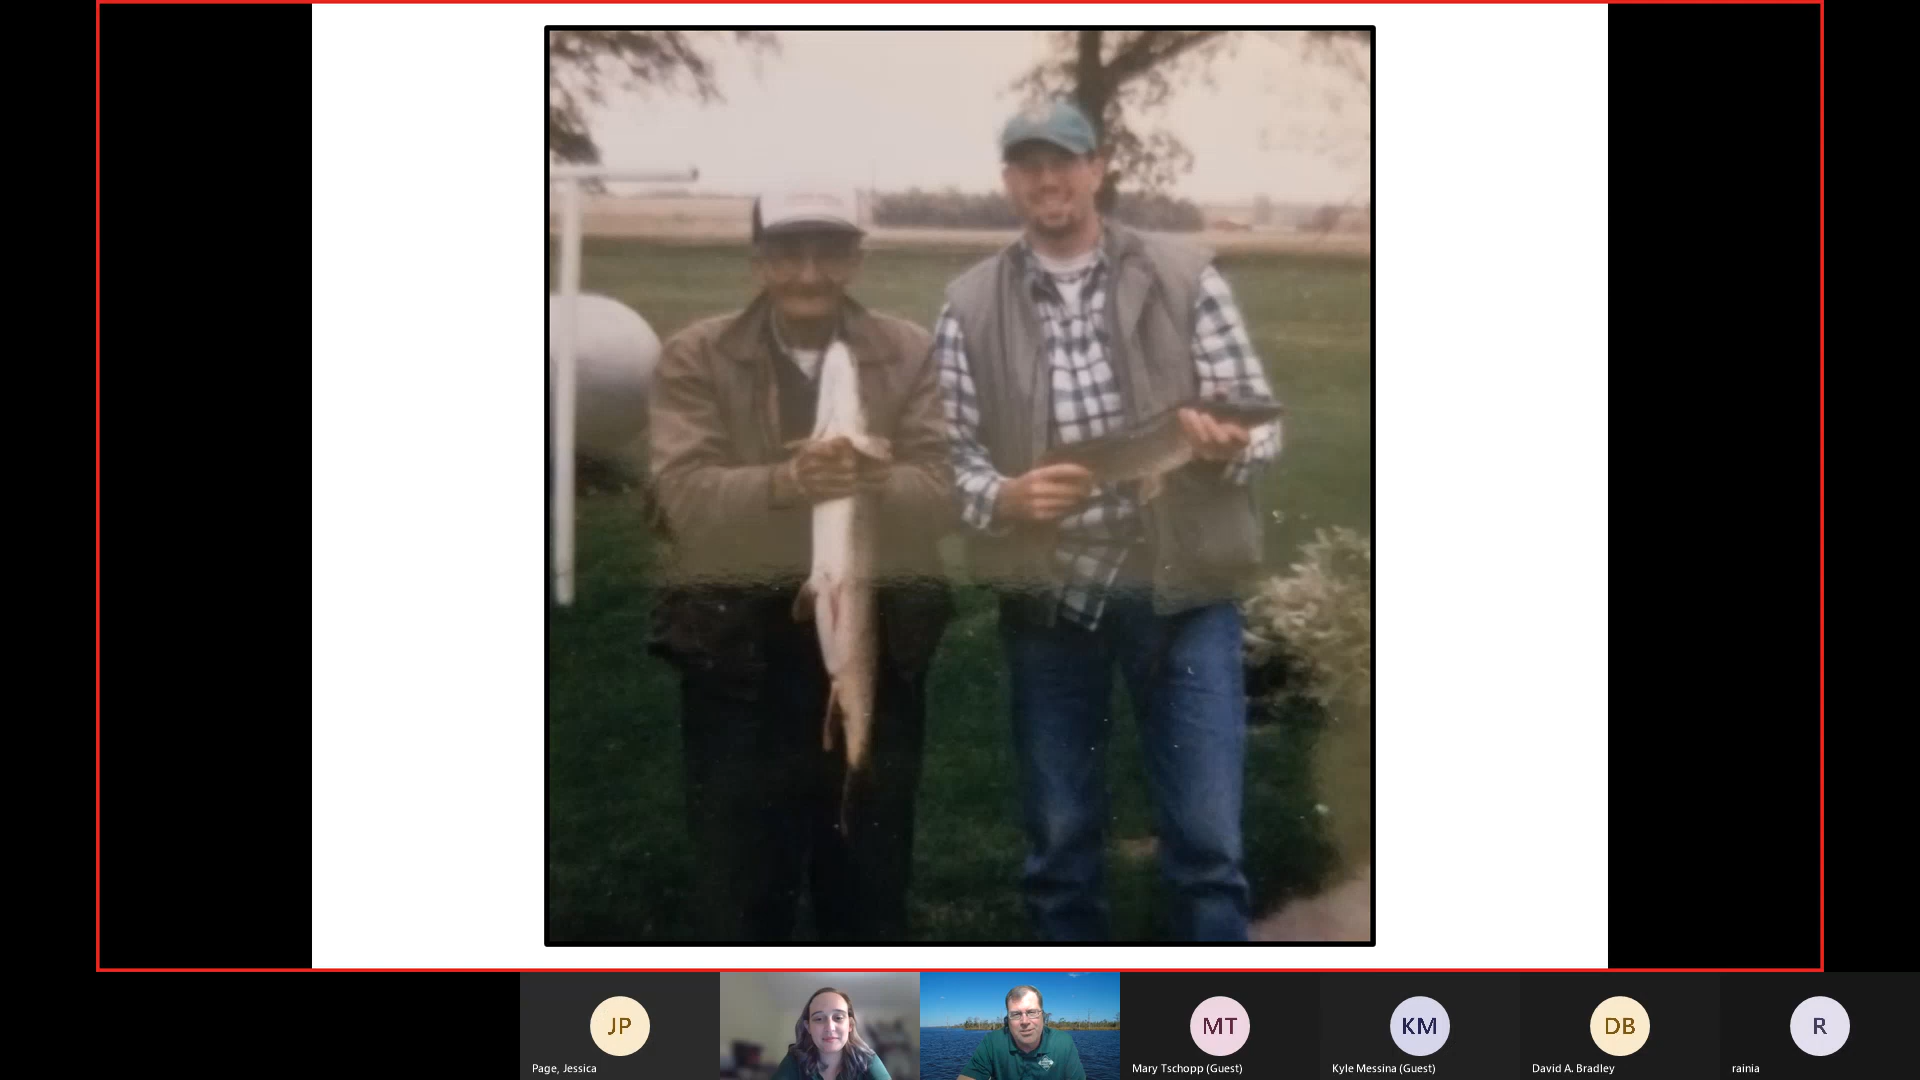 JP
MT
KM
DB
R
Page, Jessica
Mary Tschopp (Guest)
Kyle Messina (Guest)
David A. Bradley
rainia